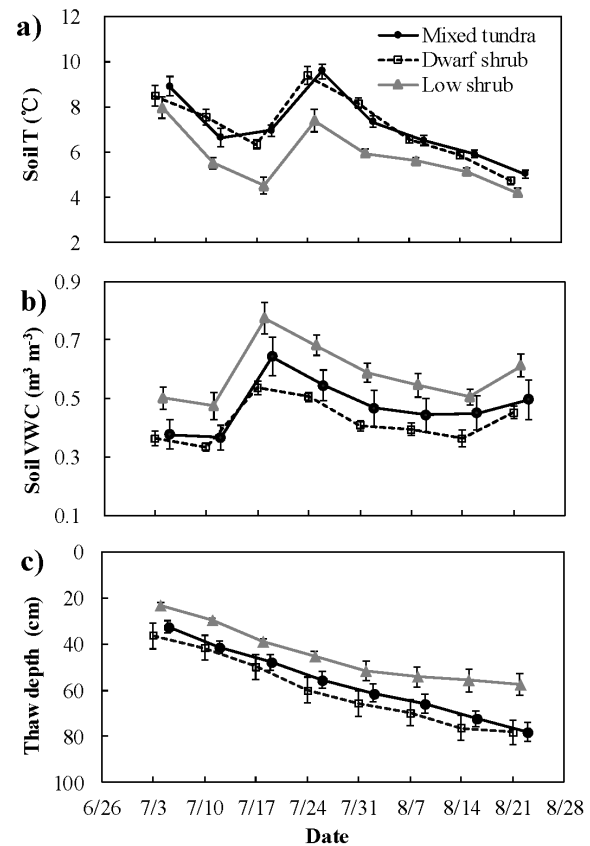 a)
12
10
8
6
4
2
Soil T (℃)
Mixed tundra
Dwarf shrub
Low shrub
b)
0.9
0.7
0.5
0.3
0.1
Soil VWC (m³ m⁻³)
c)
0
20
40
60
80
100
Thaw depth (cm)
6/26 7/3 7/10 7/17 7/24 7/31 8/7 8/14 8/21 8/28
Date